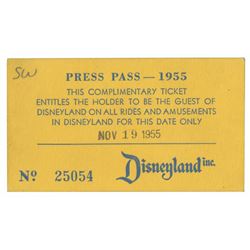 SW
PRESS PASS — 1955
THIS COMPLIMENTARY TICKET
ENTITLES THE HOLDER TO BE THE GUEST OF
DISNEYLAND ON ALL RIDES AND AMUSEMENTS
IN DISNEYLAND FOR THIS DATE ONLY
NOV 19 1955
Nº 25054
Disneyland inc.